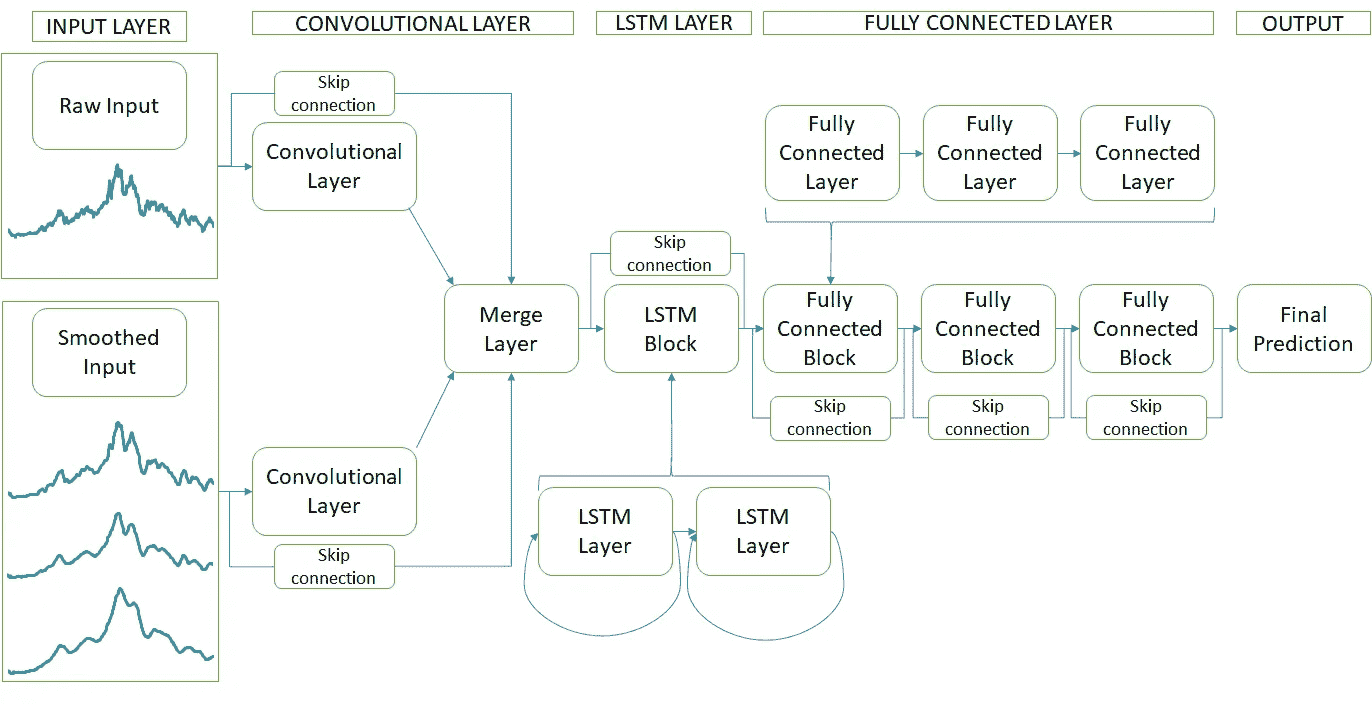 INPUT LAYER
CONVOLUTIONAL LAYER
LSTM LAYER
FULLY CONNECTED LAYER
OUTPUT
Raw Input
Skip
connection
Convolutional
Layer
Fully
Connected
Layer
Fully
Connected
Layer
Fully
Connected
Layer
Smoothed
Input
Merge
Layer
Skip
connection
LSTM
Block
Fully
Connected
Block
Fully
Connected
Block
Fully
Connected
Block
Final
Prediction
Skip
connection
Skip
connection
Skip
connection
Convolutional
Layer
Skip
connection
LSTM
Layer
LSTM
Layer